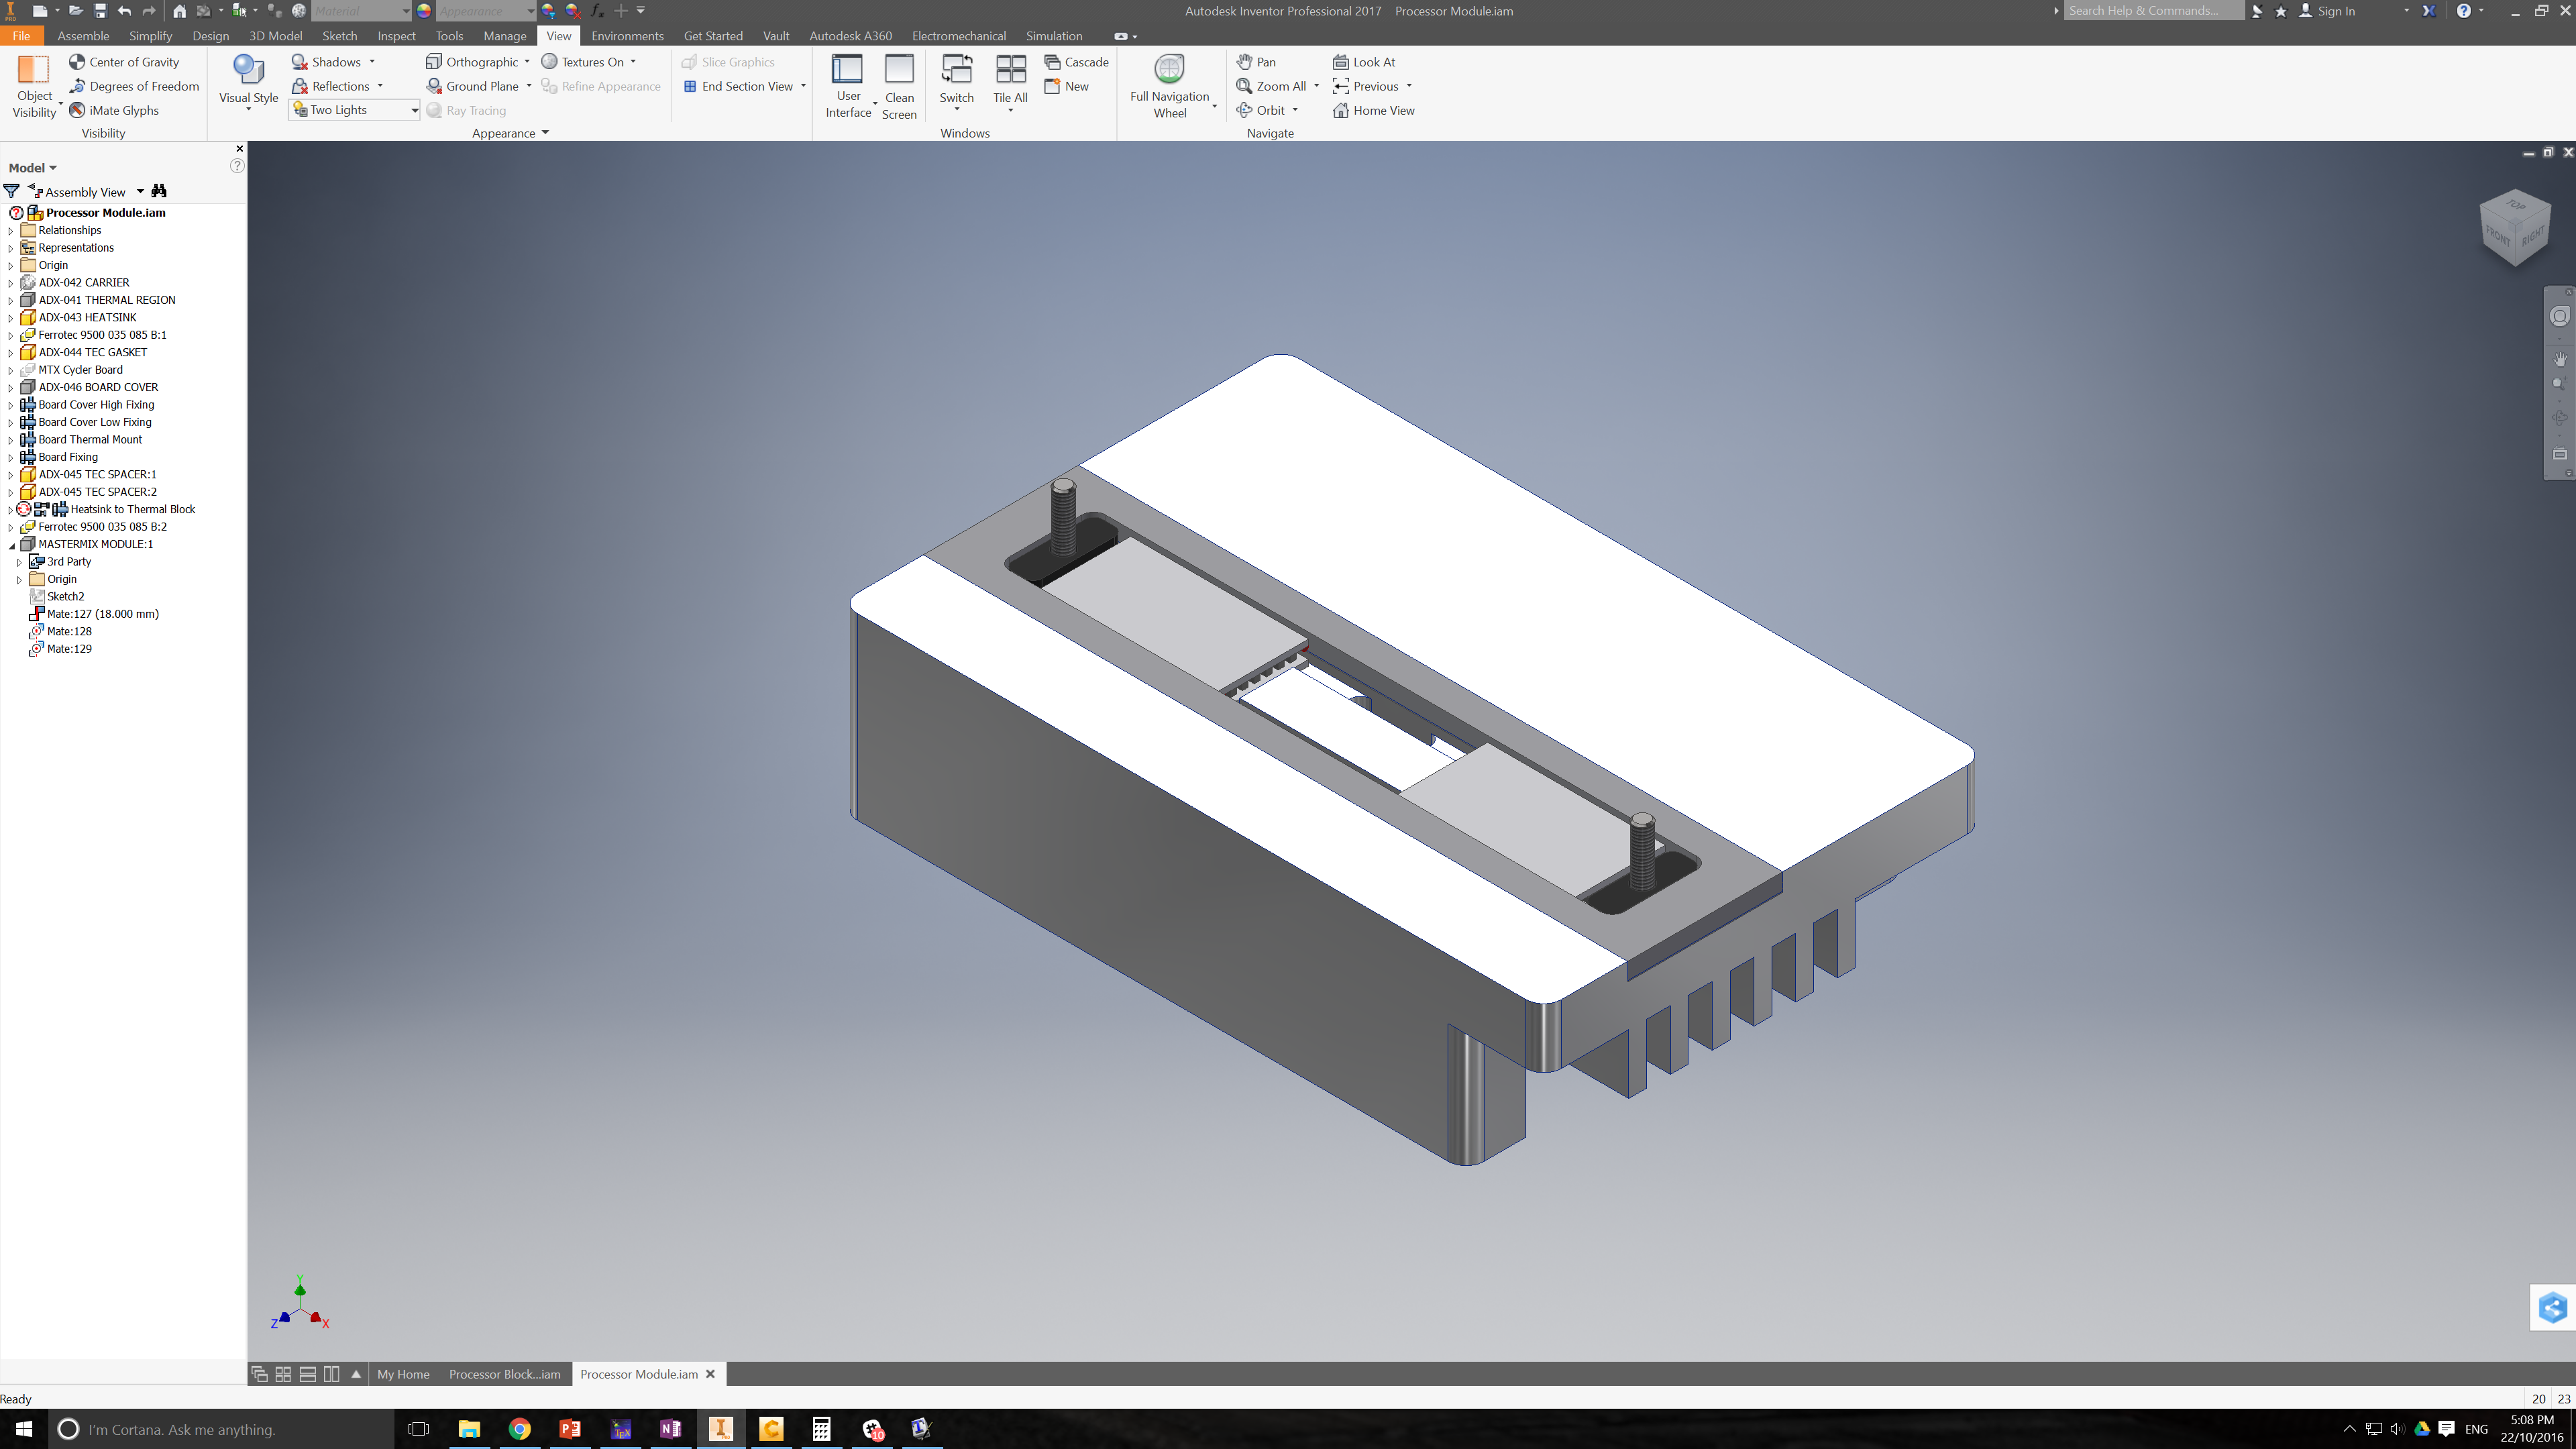 Material
Appearance
Autodesk Inventor Professional 2017 Processor Module.iam
Search Help & Commands...
Sign In
File Assemble Simplify Design 3D Model Sketch Inspect Tools Manage View Environments Get Started Vault Autodesk A360 Electromechanical Simulation
Object Visibility
Center of Gravity
Degrees of Freedom
iMate Glyphs
Visibility
Visual Style
Shadows
Reflections
Two Lights
Orthographic
Ground Plane
Ray Tracing
Textures On
Refine Appearance
Appearance
Slice Graphics
End Section View
User Interface
Clean Screen
Switch
Tile All
Cascade
New
Windows
Full Navigation Wheel
Pan
Zoom All
Orbit
Look At
Previous
Home View
Navigate
Model
Assembly View
Processor Module.iam
Relationships
Representations
Origin
ADX-042 CARRIER
ADX-041 THERMAL REGION
ADX-043 HEATSINK
Ferrotec 9500 035 085 B:1
ADX-044 TEC GASKET
MTX Cycler Board
ADX-046 BOARD COVER
Board Cover High Fixing
Board Cover Low Fixing
Board Thermal Mount
Board Fixing
ADX-045 TEC SPACER:1
ADX-045 TEC SPACER:2
Heatsink to Thermal Block
Ferrotec 9500 035 085 B:2
MASTERMIX MODULE:1
3rd Party
Origin
Sketch2
Mate:127 (18.000 mm)
Mate:128
Mate:129
TOP
FRONT
RIGHT
Y
Z
X
My Home Processor Block...iam Processor Module.iam
Ready
20 23
I'm Cortana. Ask me anything.
10
ENG
5:08 PM
22/10/2016